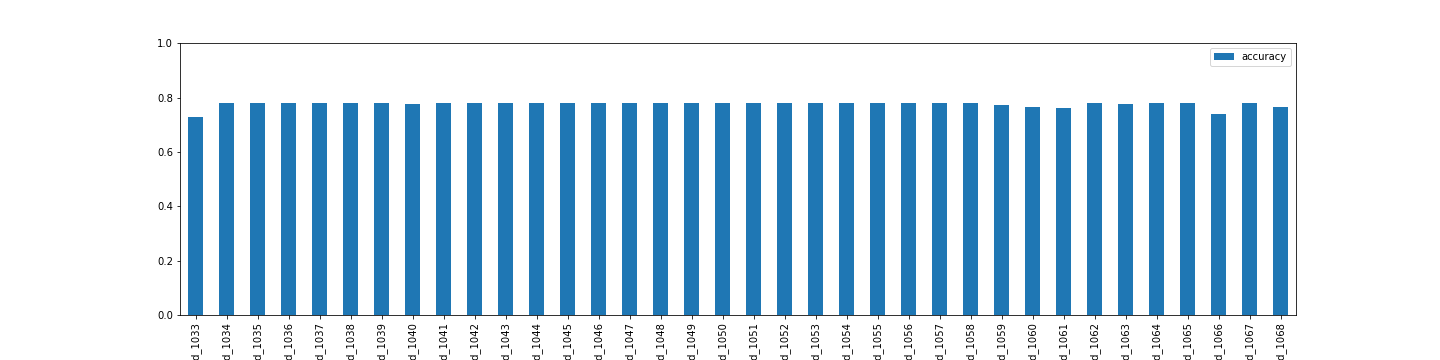 1.0
accuracy
0.8
0.6
0.4
0.2
0.0
d_1033
d_1034
d_1035
d_1036
d_1037
d_1038
d_1039
d_1040
d_1041
d_1042
d_1043
d_1044
d_1045
d_1046
d_1047
d_1048
d_1049
d_1050
d_1051
d_1052
d_1053
d_1054
d_1055
d_1056
d_1057
d_1058
d_1059
d_1060
d_1061
d_1062
d_1063
d_1064
d_1065
d_1066
d_1067
d_1068